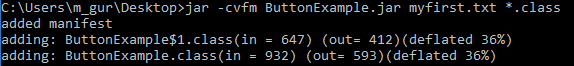 C:\Users\m_gur\Desktop>jar -cvfm ButtonExample.jar myfirst.txt *.class
added manifest
adding: ButtonExample$1.class(in = 647) (out= 412)(deflated 36%)
adding: ButtonExample.class(in = 932) (out= 593)(deflated 36%)